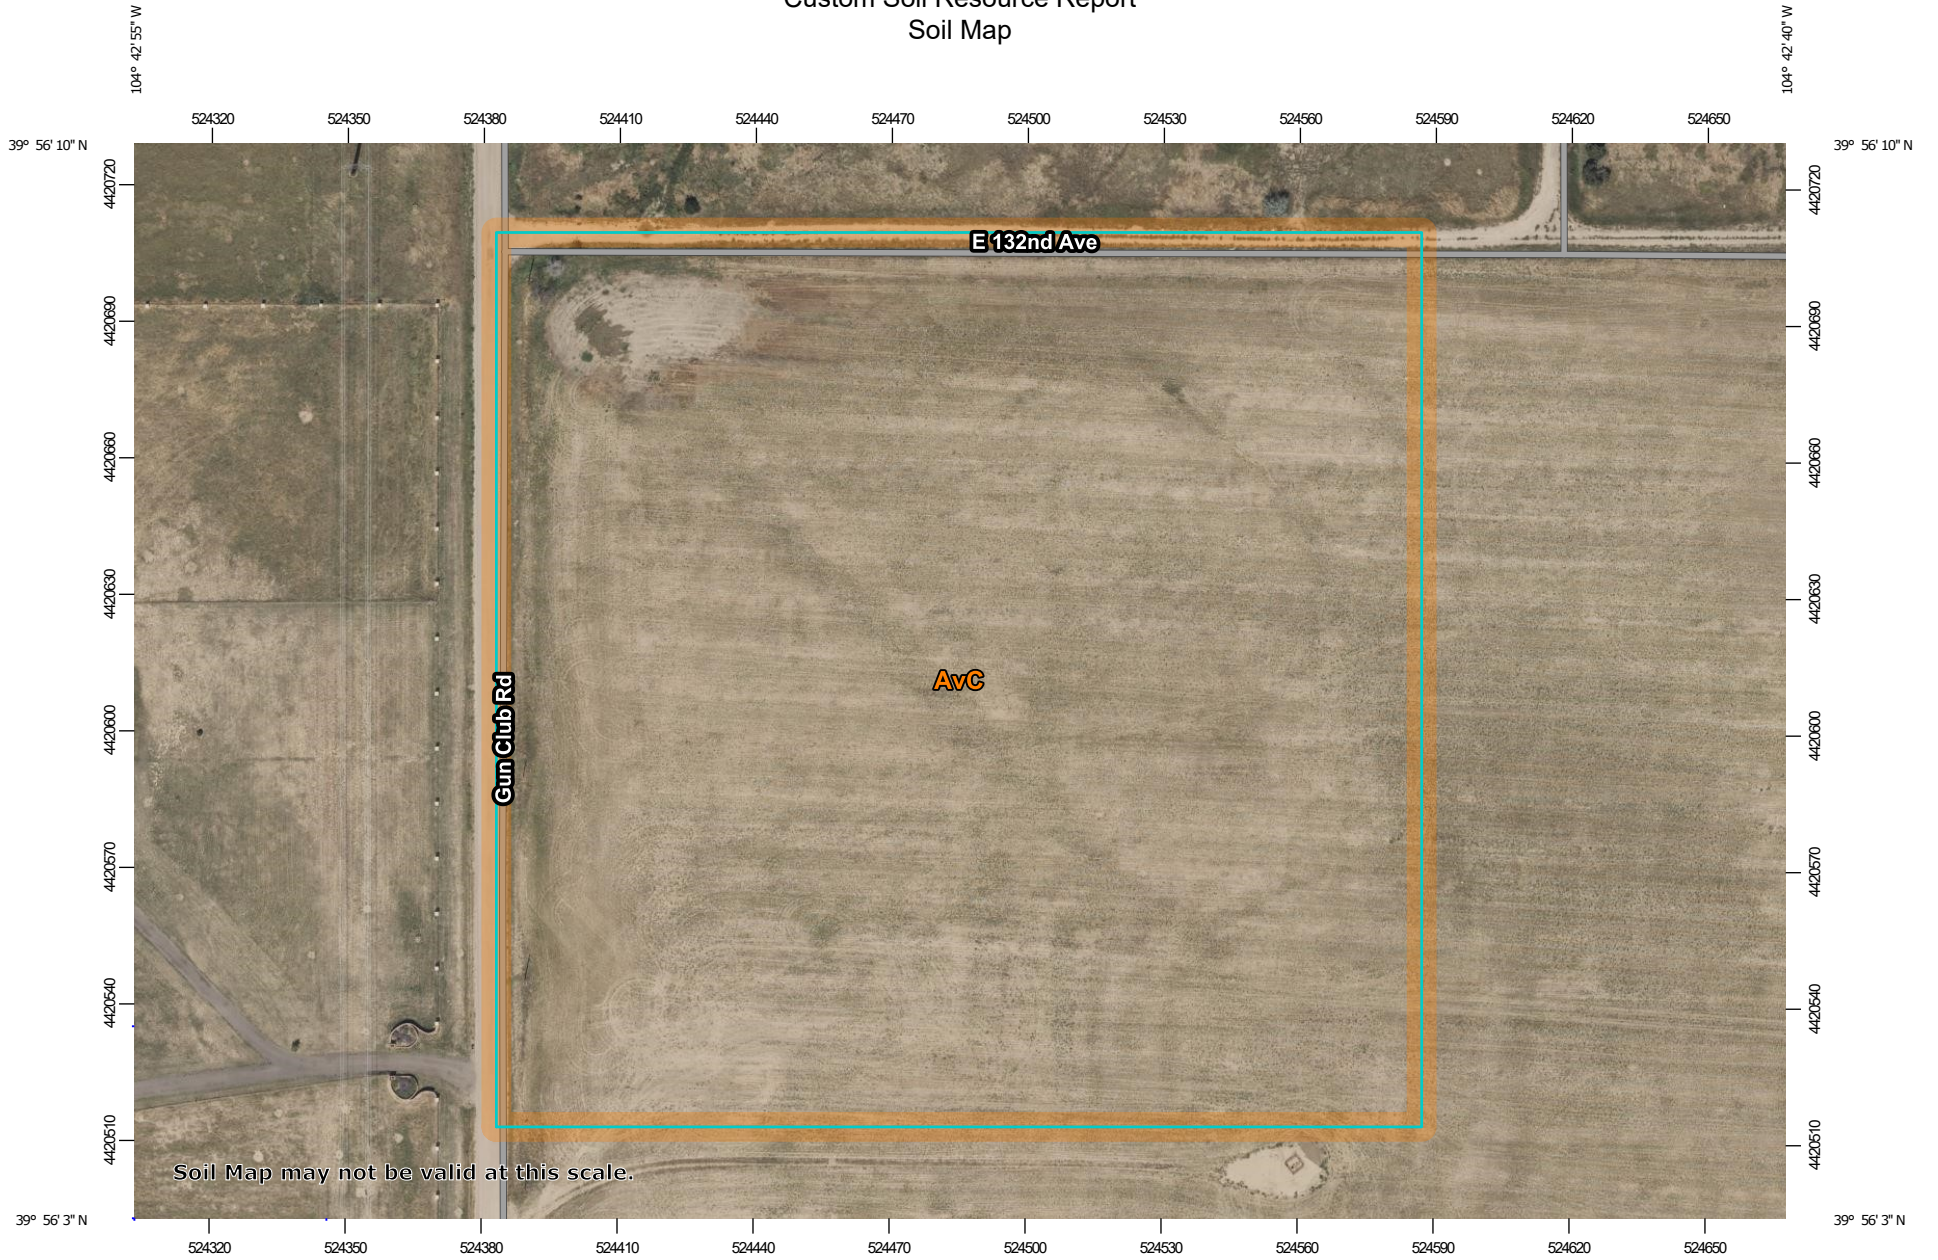 Custom Soil Resource Report
Soil Map
104° 42' 55" W
104° 42' 40" W
524320 524350 524380 524410 524440 524470 524500 524530 524560 524590 524620 524650
39° 56' 10" N
39° 56' 10" N
4420720
4420720
E 132nd Ave
4420690
4420690
4420660
4420660
4420630
4420630
AvC
Gun Club Rd
4420600
4420600
4420570
4420570
4420540
4420540
4420510
4420510
Soil Map may not be valid at this scale.
39° 56' 3" N
39° 56' 3" N
524320 524350 524380 524410 524440 524470 524500 524530 524560 524590 524620 524650